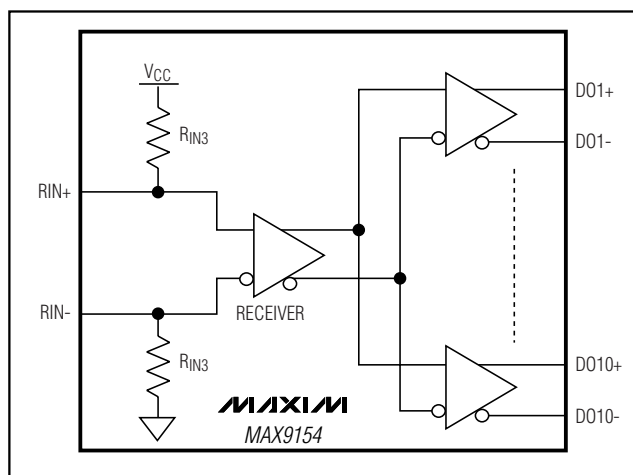 VCC
RIN3
RIN+
RIN-
RECEIVER
RIN3
MAXIM
MAX9154
DO1+
DO1-
DO10+
DO10-